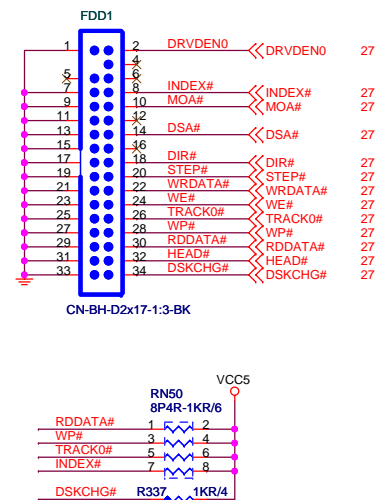 FDD1
1 2 DRVDEN0 DRVDEN0 27
4
5 6
7 8 INDEX# INDEX# 27
9 10 MOA# MOA# 27
11 12
13 14 DSA# DSA# 27
15 16
17 18 DIR# DIR# 27
19 20 STEP# STEP# 27
21 22 WRDATA# WRDATA# 27
23 24 WE# WE# 27
25 26 TRACK0# TRACK0# 27
27 28 WP# WP# 27
29 30 RDDATA# RDDATA# 27
31 32 HEAD# HEAD# 27
33 34 DSKCHG# DSKCHG# 27
CN-BH-D2x17-1:3-BK
VCC5
RN50
8P4R-1KR/6
RDDATA# 1 2
WP# 3 4
TRACK0# 5 6
INDEX# 7 8
DSKCHG# R337 1KR/4